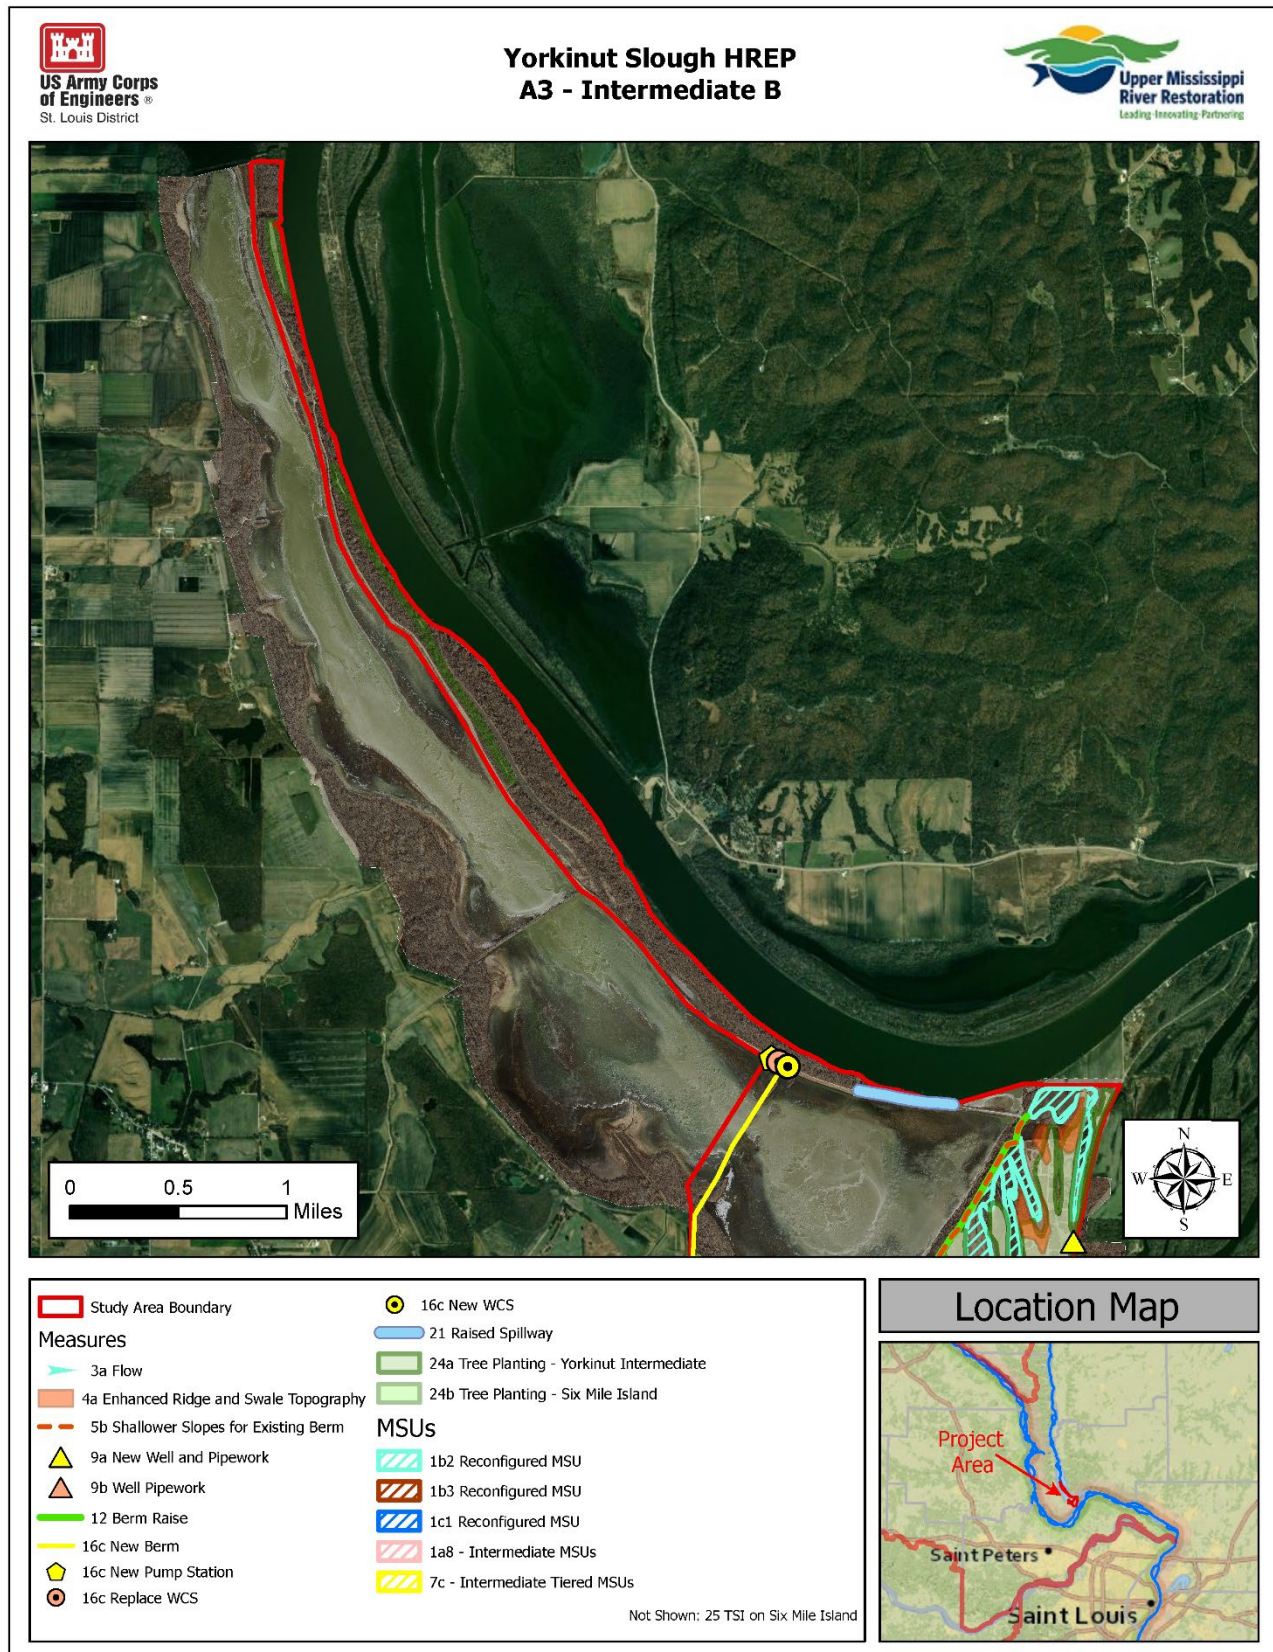 US Army Corps
of Engineers ®
St. Louis District
Yorkinut Slough HREP
A3 - Intermediate B
Upper Mississippi
River Restoration
Leading-Innovating-Partnering
0 0.5 1
Miles
N
W E
S
Study Area Boundary
Measures
3a Flow
4a Enhanced Ridge and Swale Topography
5b Shallower Slopes for Existing Berm
9a New Well and Pipework
9b Well Pipework
12 Berm Raise
16c New Berm
16c New Pump Station
16c Replace WCS
16c New WCS
21 Raised Spillway
24a Tree Planting - Yorkinut Intermediate
24b Tree Planting - Six Mile Island
MSUs
1b2 Reconfigured MSU
1b3 Reconfigured MSU
1c1 Reconfigured MSU
1a8 - Intermediate MSUs
7c - Intermediate Tiered MSUs
Not Shown: 25 TSI on Six Mile Island
Location Map
Project
Area
Saint Peters
Saint Louis